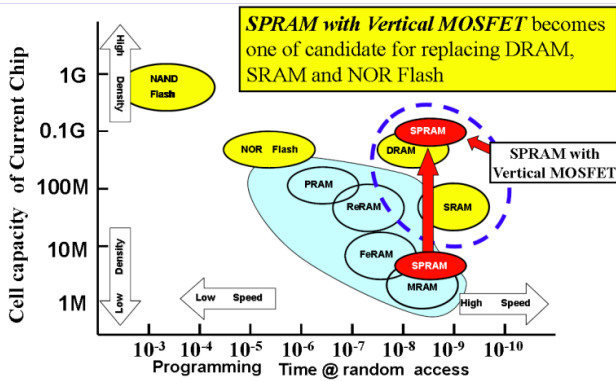 SPRAM with Vertical MOSFET becomes
one of candidate for replacing DRAM,
SRAM and NOR Flash
Cell capacity of Current Chip
High Density
Low Density
1G
0.1G
100M
10M
1M
NAND
Flash
NOR Flash
DRAM
SPRAM
SPRAM with
Vertical MOSFET
PRAM
ReRAM
SRAM
FeRAM
SPRAM
MRAM
Low Speed
High Speed
10-3 10-4 10-5 10-6 10-7 10-8 10-9 10-10
Programming Time @ random access